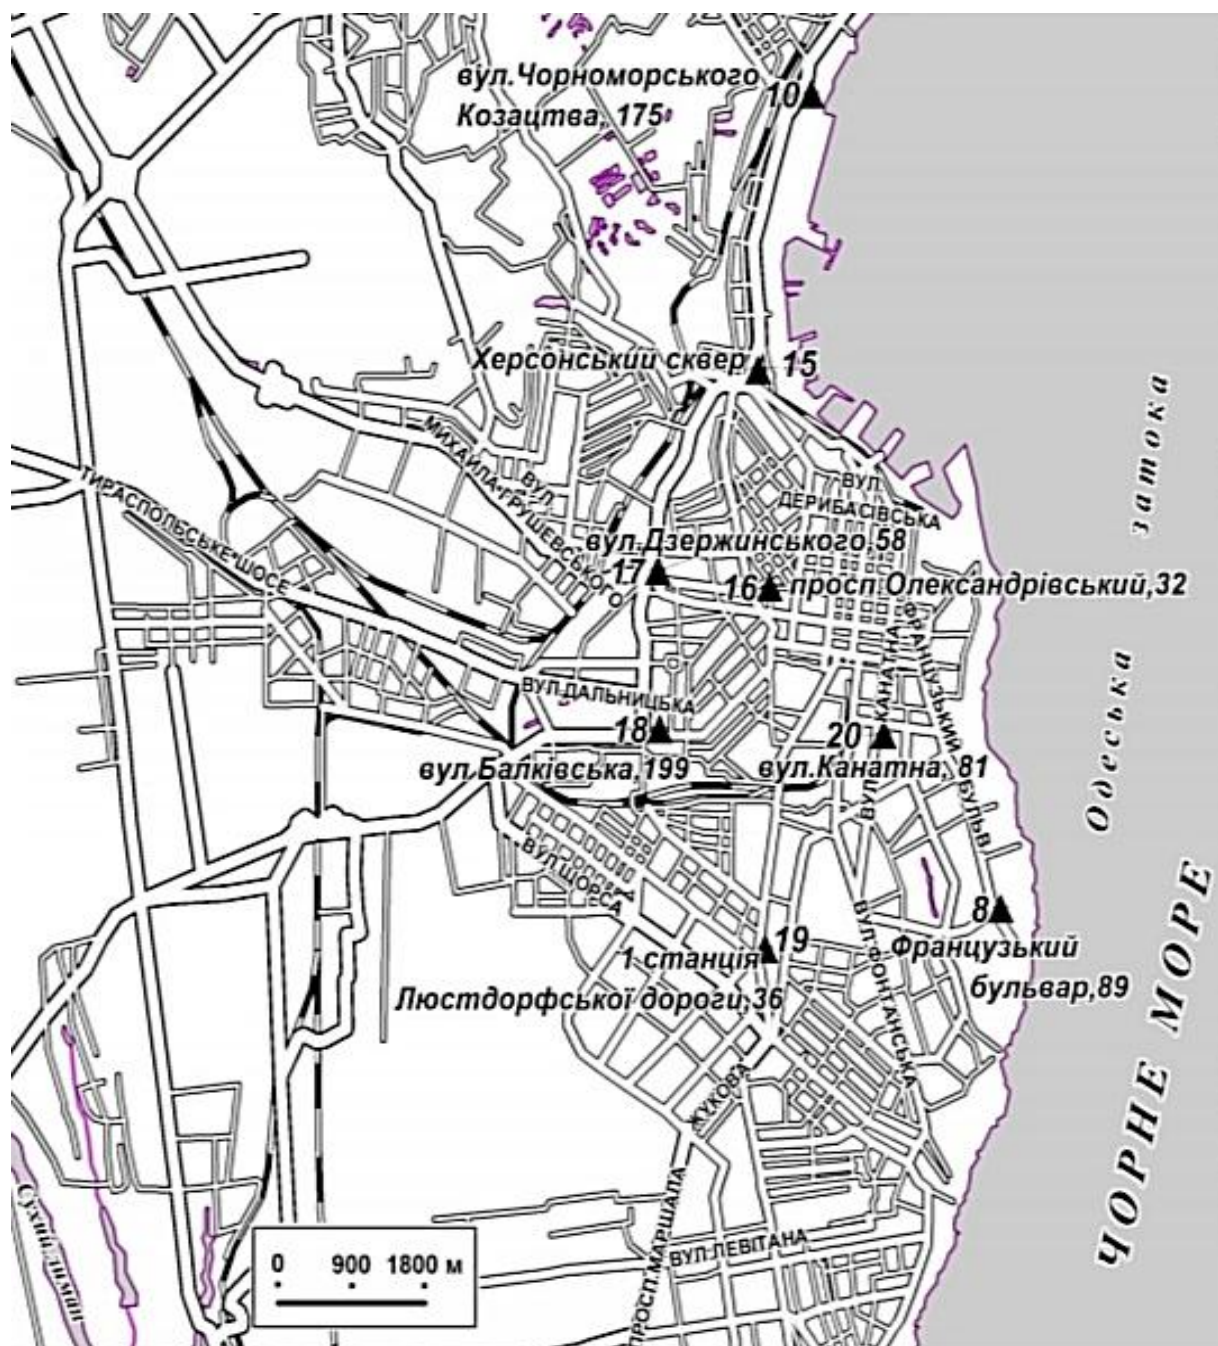 вул.Чорноморського
Козацтва, 175
10
Херсонський сквер
15
МИХАЙЛА ГРУШЕВСЬКОГО
ВУЛ.
ТИРАСПОЛЬСЬКЕ ШОСЕ
ВУЛ.
ДЕРИБАСІВСЬКА
вул.Дзержинського,58
17
16
просп.Олександрівський,32
ФРАНЦУЗЬКИЙ БУЛЬВ
ВУЛ. КАНАТНА
ВУЛ.ДАЛЬНИЦЬКА
18
20
вул.Балківська,199
вул.Канатна, 81
ВУЛ.ЩОРСА
8
Французький
бульвар,89
19
1 станція
Люстдорфської дороги,36
ВУЛ.ФОНТАНСЬКА
ЖУКОВА
ПРОСП.МАРШАЛА
ВУЛ.ЛЕВІТАНА
Одеська затока
ЧОРНЕ МОРЕ
Сухий лиман
0 900 1800 м